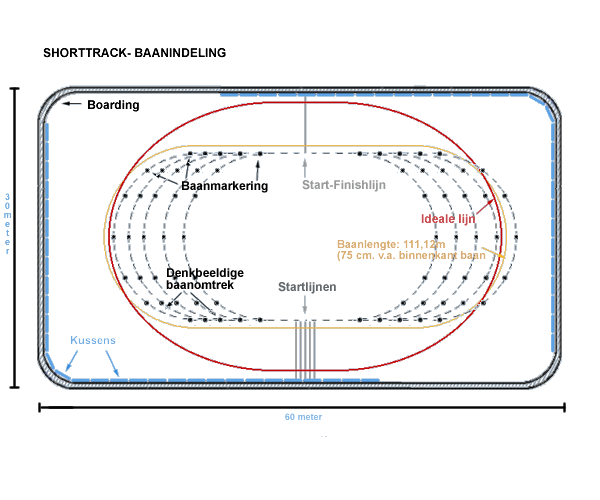 SHORTTRACK- BAANINDELING
Boarding
Baanmarkering
Start-Finishlijn
30 meter
Ideale lijn
Baanlengte: 111,12m
(75 cm. v.a. binnenkant baan
Denkbeeldige
baanomtrek
Startlijnen
Kussens
60 meter